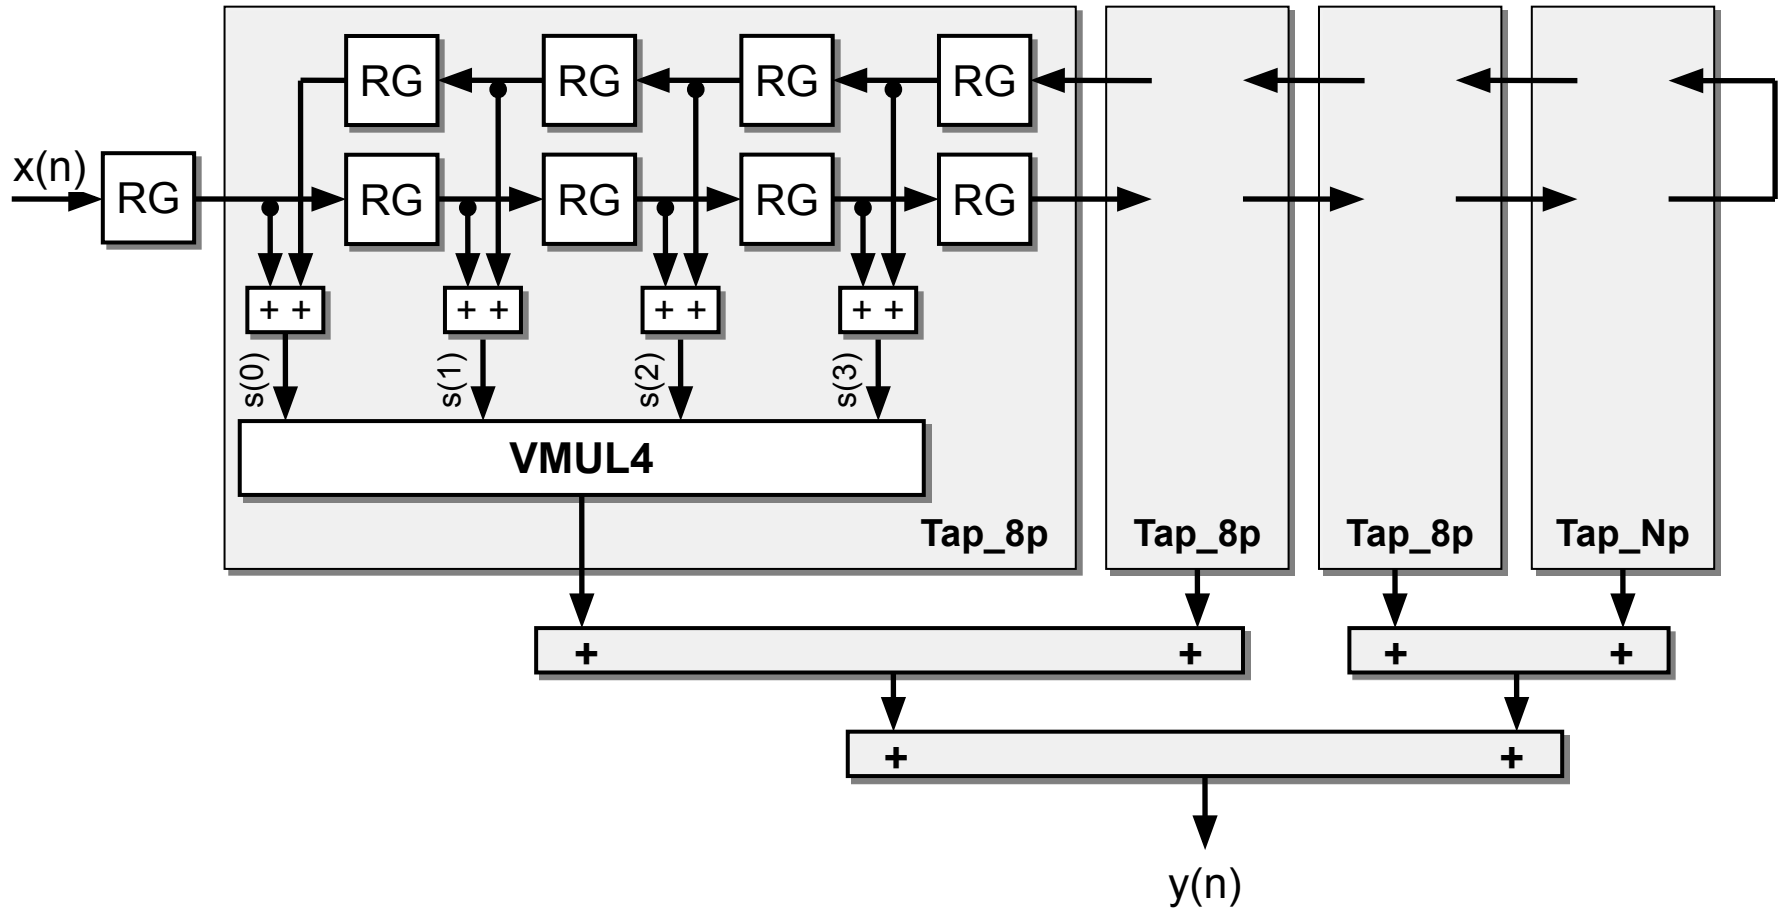 RG RG RG RG
x(n)
RG RG RG RG RG
+ + + + + + + +
s(0) s(1) s(2) s(3)
VMUL4
Tap_8p Tap_8p Tap_8p Tap_Np
+ + + +
+ +
y(n)